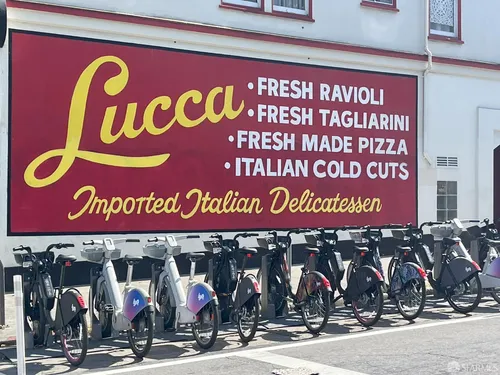 Lucca
• FRESH RAVIOLI
• FRESH TAGLIARINI
• FRESH MADE PIZZA
• ITALIAN COLD CUTS
Imported Italian Delicatessen